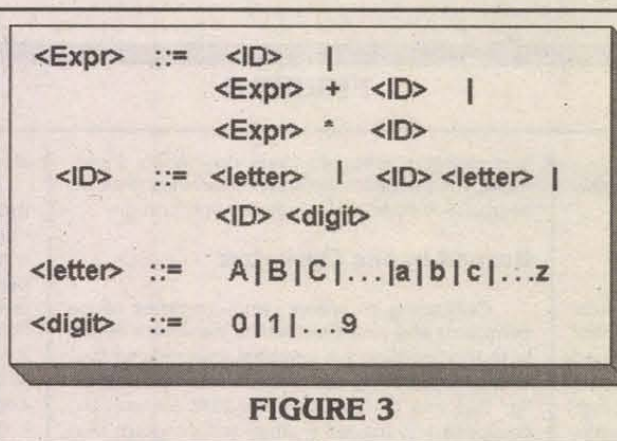 <Expr> ::= <ID> |
<Expr> + <ID> |
<Expr> * <ID>
<ID> ::= <letter> | <ID> <letter> |
<ID> <digit>
<letter> ::= A|B|C|...|a|b|c|...z
<digit> ::= 0|1|...9
FIGURE 3